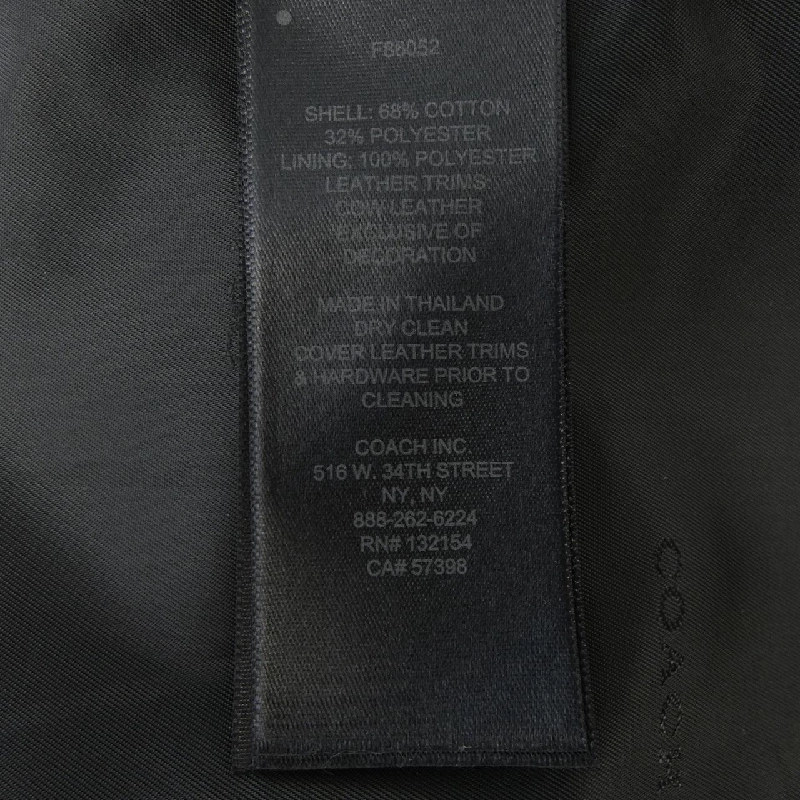 F86052
SHELL: 68% COTTON
32% POLYESTER
LINING: 100% POLYESTER
LEATHER TRIMS:
COW LEATHER
EXCLUSIVE OF
DECORATION
MADE IN THAILAND
DRY CLEAN
COVER LEATHER TRIMS
& HARDWARE PRIOR TO
CLEANING
COACH INC.
516 W. 34TH STREET
NY, NY
888-262-6224
RN# 132154
CA# 57398
COACH